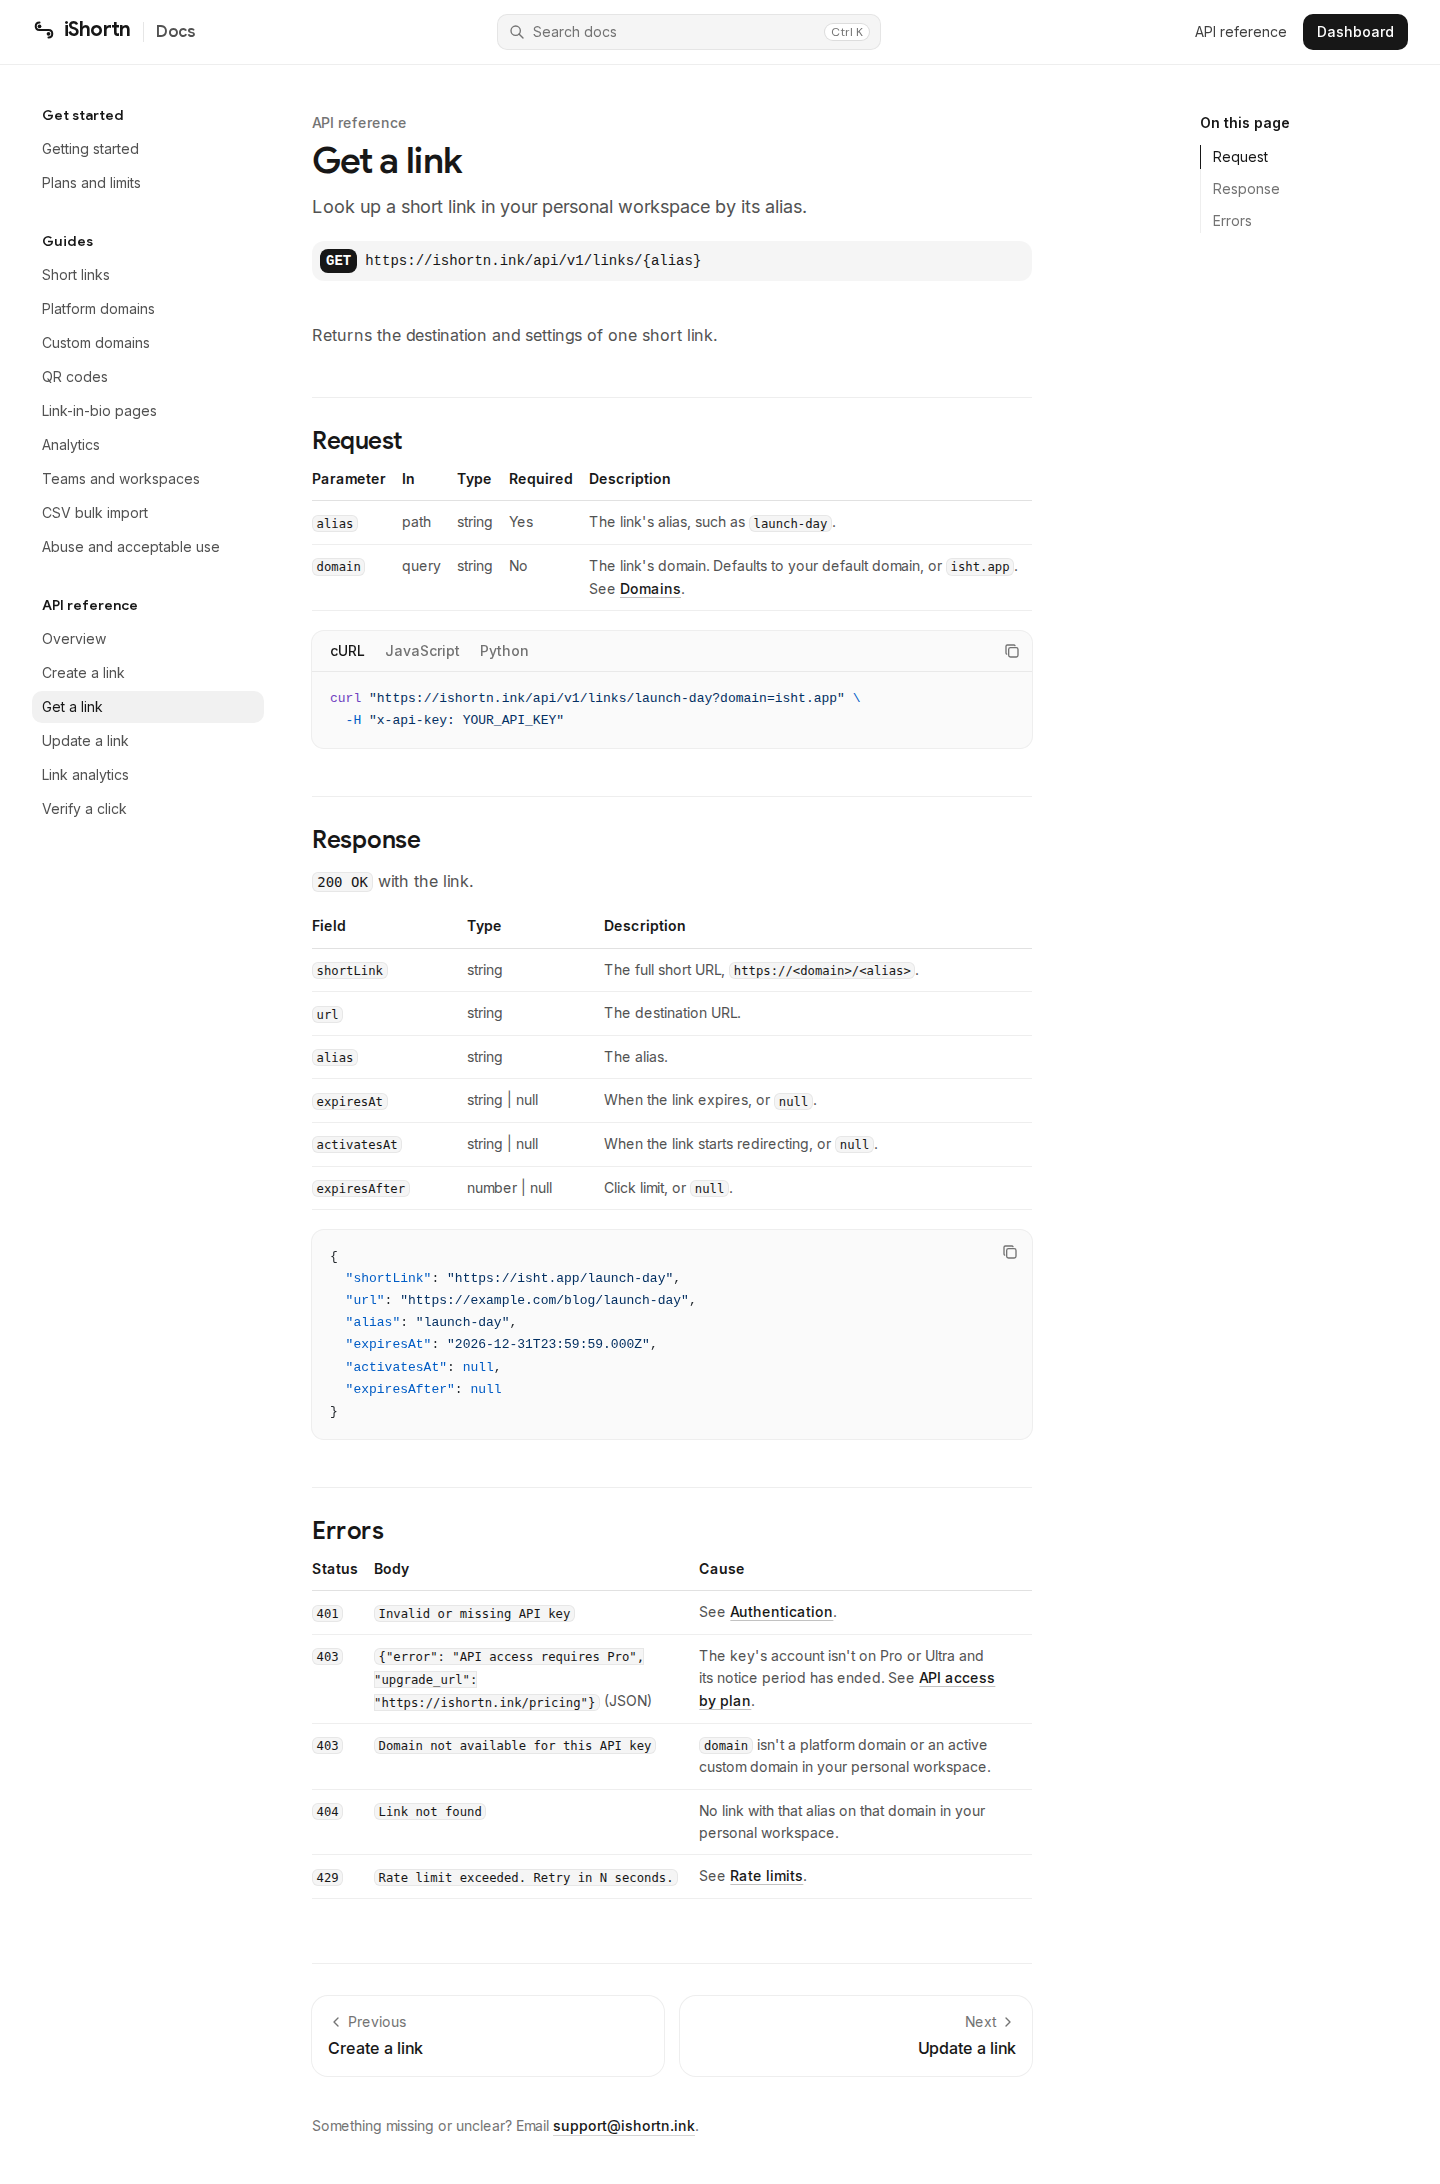 iShortn
Docs
Search docs
Ctrl K
API reference
Dashboard
Get started
Getting started
Plans and limits
Guides
Short links
Platform domains
Custom domains
QR codes
Link-in-bio pages
Analytics
Teams and workspaces
CSV bulk import
Abuse and acceptable use
API reference
Overview
Create a link
Get a link
Update a link
Link analytics
Verify a click
API reference
Get a link
Look up a short link in your personal workspace by its alias.
GET https://ishortn.ink/api/v1/links/{alias}
Returns the destination and settings of one short link.
Request
Parameter In Type Required Description
alias path string Yes The link's alias, such as launch-day.
domain query string No The link's domain. Defaults to your default domain, or isht.app.
See Domains.
cURL JavaScript Python
curl "https://ishortn.ink/api/v1/links/launch-day?domain=isht.app" \
-H "x-api-key: YOUR_API_KEY"
Response
200 OK with the link.
Field Type Description
shortLink string The full short URL, https://<domain>/<alias>.
url string The destination URL.
alias string The alias.
expiresAt string | null When the link expires, or null.
activatesAt string | null When the link starts redirecting, or null.
expiresAfter number | null Click limit, or null.
{
"shortLink": "https://isht.app/launch-day",
"url": "https://example.com/blog/launch-day",
"alias": "launch-day",
"expiresAt": "2026-12-31T23:59:59.000Z",
"activatesAt": null,
"expiresAfter": null
}
Errors
Status Body Cause
401 Invalid or missing API key See Authentication.
403 {"error": "API access requires Pro", The key's account isn't on Pro or Ultra and
"upgrade_url": its notice period has ended. See API access
"https://ishortn.ink/pricing"} (JSON) by plan.
403 Domain not available for this API key domain isn't a platform domain or an active
custom domain in your personal workspace.
404 Link not found No link with that alias on that domain in your
personal workspace.
429 Rate limit exceeded. Retry in N seconds. See Rate limits.
Previous
Create a link
Next
Update a link
Something missing or unclear? Email support@ishortn.ink.
On this page
Request
Response
Errors